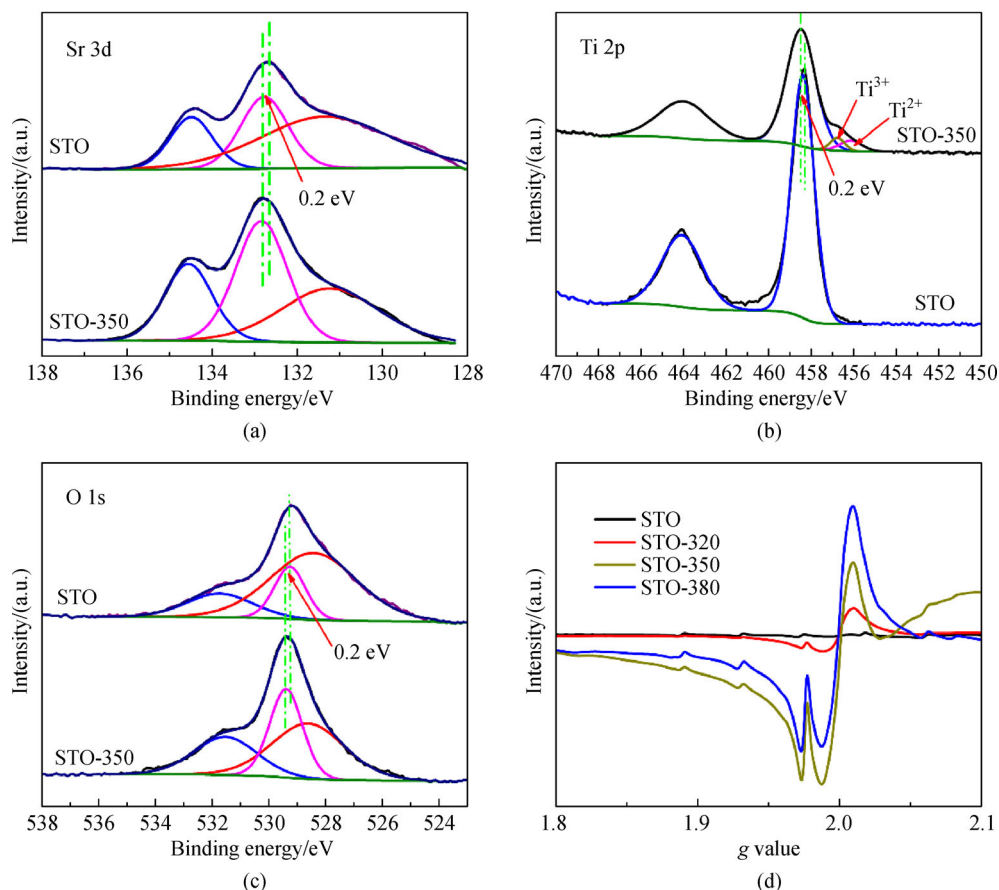 Sr 3d
STO
0.2 eV
STO-350
Intensity/(a.u.)
138 136 134 132 130 128
Binding energy/eV
(a)
Ti 2p
Ti3+
Ti2+
STO-350
0.2 eV
STO
Intensity/(a.u.)
470 468 466 464 462 460 458 456 454 452 450
Binding energy/eV
(b)
O 1s
STO
0.2 eV
STO-350
Intensity/(a.u.)
538 536 534 532 530 528 526 524
Binding energy/eV
(c)
STO
STO-320
STO-350
STO-380
Intensity/(a.u.)
1.8 1.9 2.0 2.1
g value
(d)